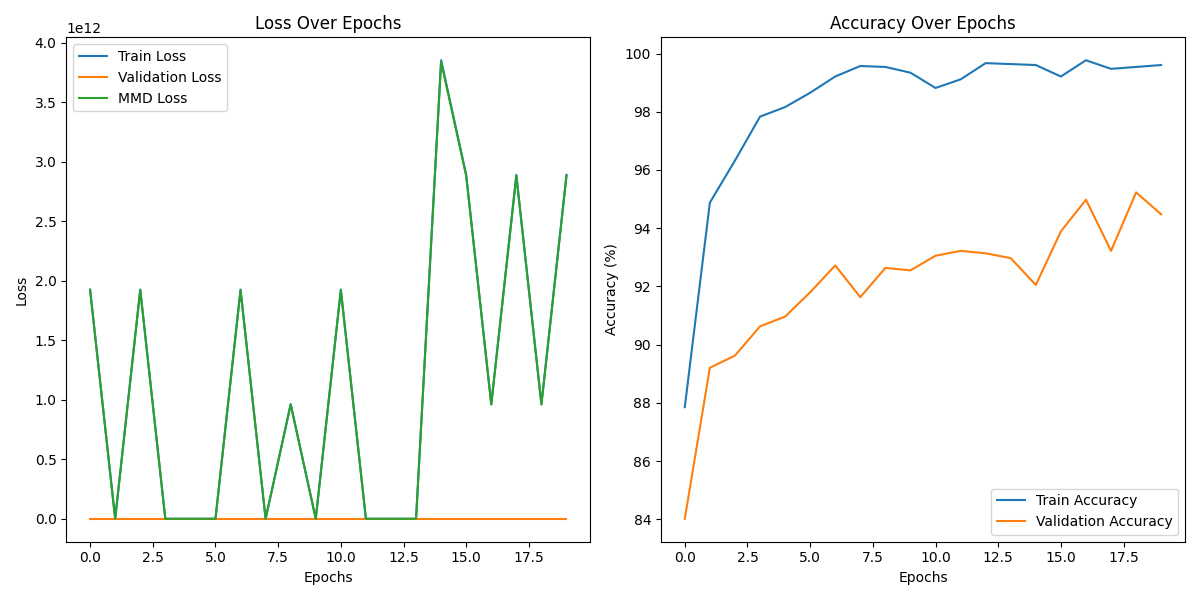 Loss Over Epochs
1e12
4.0
3.5
3.0
2.5
2.0
1.5
1.0
0.5
0.0
Loss
Train Loss
Validation Loss
MMD Loss
0.0 2.5 5.0 7.5 10.0 12.5 15.0 17.5
Epochs
Accuracy Over Epochs
100
98
96
94
92
90
88
86
84
Accuracy (%)
Train Accuracy
Validation Accuracy
0.0 2.5 5.0 7.5 10.0 12.5 15.0 17.5
Epochs